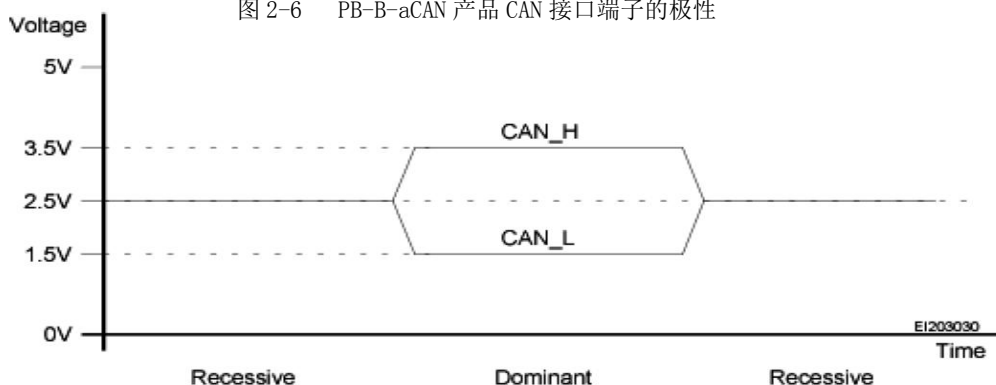 图 2-6 PB-B-aCAN 产品 CAN 接口端子的极性
Voltage
5V
CAN_H
3.5V
2.5V
CAN_L
1.5V
0V
EI203030
Time
Recessive Dominant Recessive